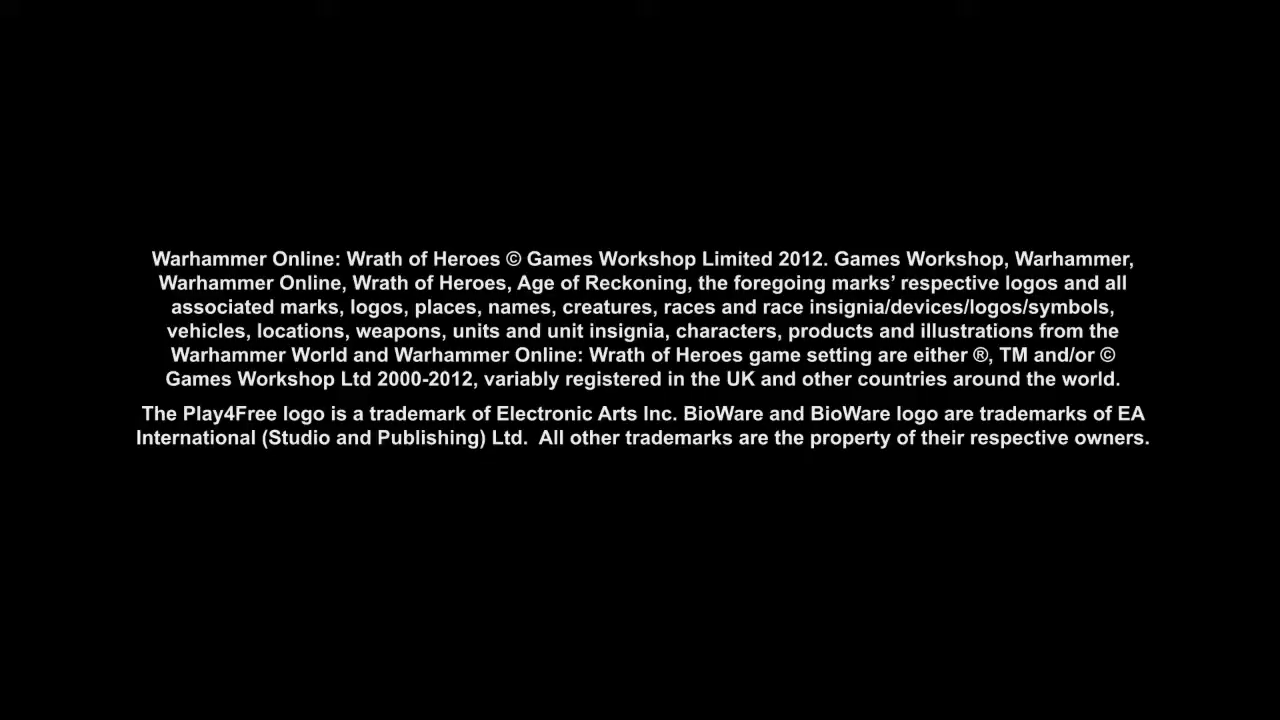 Warhammer Online: Wrath of Heroes © Games Workshop Limited 2012. Games Workshop, Warhammer,
Warhammer Online, Wrath of Heroes, Age of Reckoning, the foregoing marks’ respective logos and all
associated marks, logos, places, names, creatures, races and race insignia/devices/logos/symbols,
vehicles, locations, weapons, units and unit insignia, characters, products and illustrations from the
Warhammer World and Warhammer Online: Wrath of Heroes game setting are either ®, TM and/or ©
Games Workshop Ltd 2000-2012, variably registered in the UK and other countries around the world.
The Play4Free logo is a trademark of Electronic Arts Inc. BioWare and BioWare logo are trademarks of EA
International (Studio and Publishing) Ltd.  All other trademarks are the property of their respective owners.